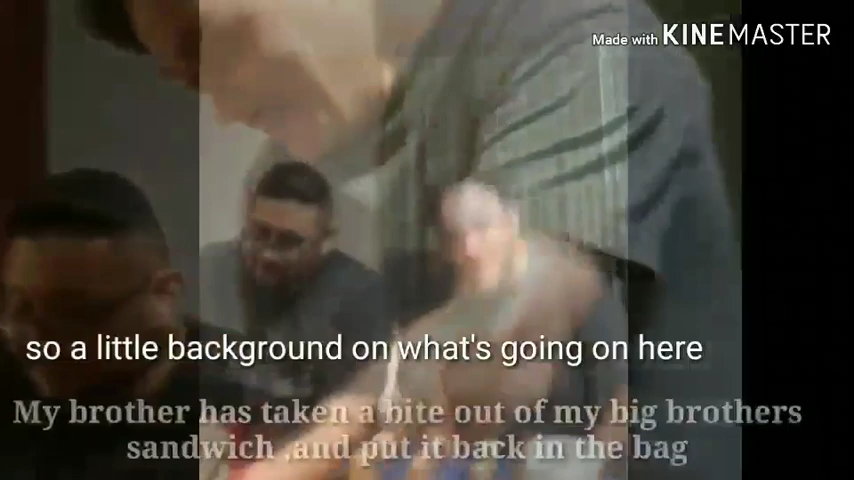 Made with KINEMASTER
so a little background on what's going on here
My brother has taken a bite out of my big brothers
sandwich ,and put it back in the bag